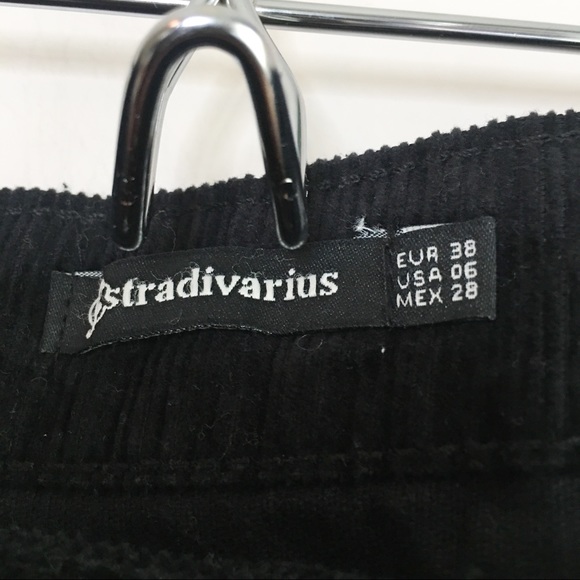 stradivarius
EUR 38
USA 06
MEX 28